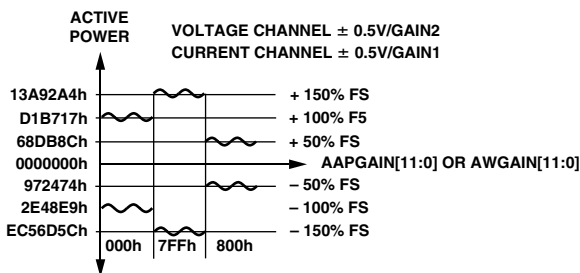 ACTIVE
POWER
VOLTAGE CHANNEL ± 0.5V/GAIN2
CURRENT CHANNEL ± 0.5V/GAIN1
13A92A4h + 150% FS
D1B717h + 100% F5
68DB8Ch + 50% FS
0000000h AAPGAIN[11:0] OR AWGAIN[11:0]
972474h – 50% FS
2E48E9h – 100% FS
EC56D5Ch – 150% FS
000h 7FFh 800h